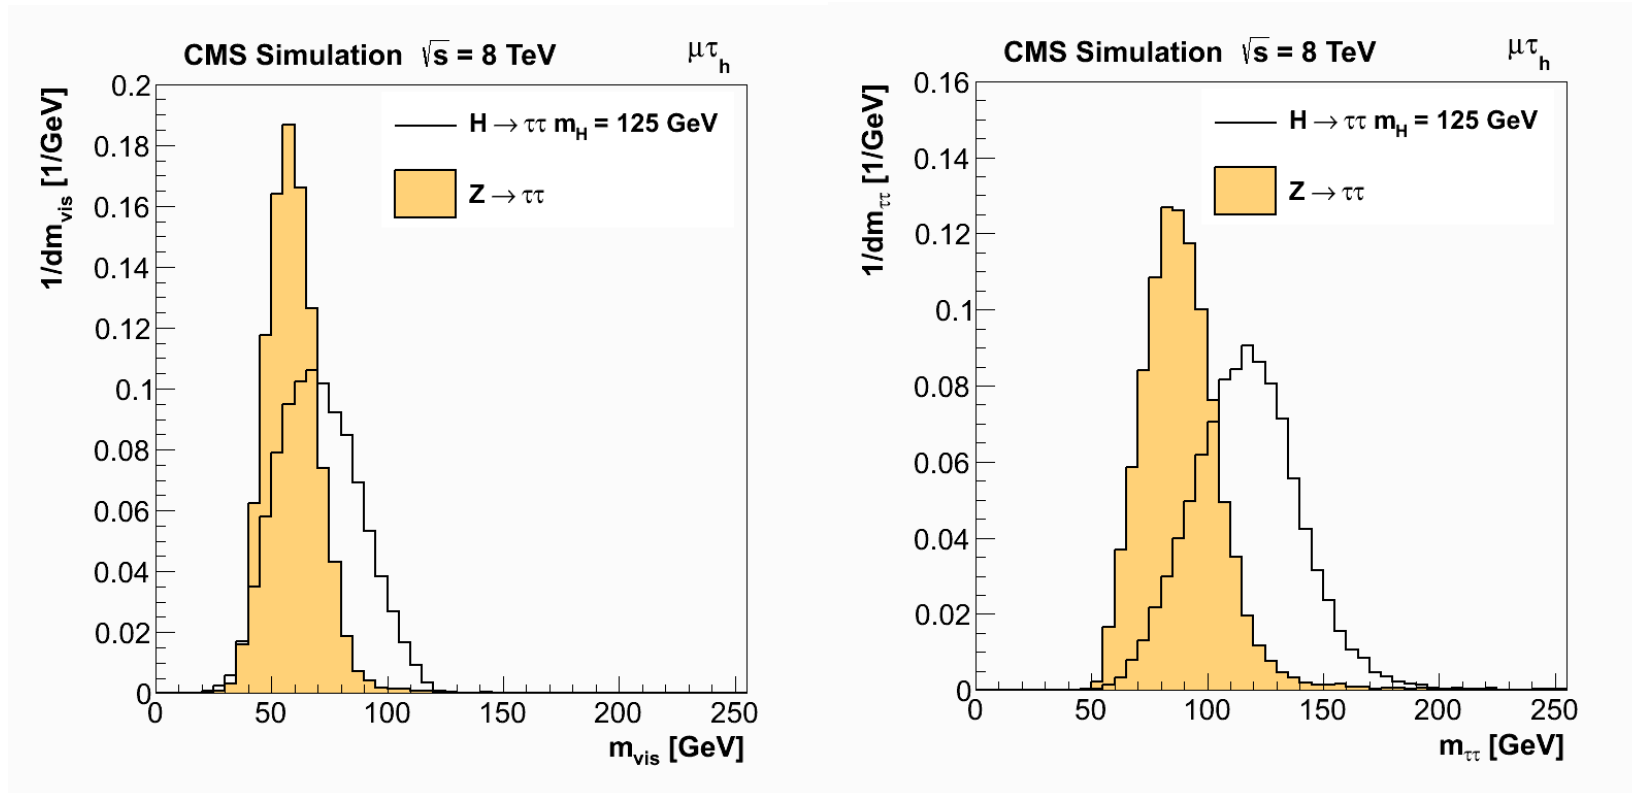 CMS Simulation √s = 8 TeV μτh
1/dmvis [1/GeV]
H → ττ mH = 125 GeV
Z → ττ
0.2
0.18
0.16
0.14
0.12
0.1
0.08
0.06
0.04
0.02
0
0 50 100 150 200 250
mvis [GeV]
CMS Simulation √s = 8 TeV μτh
1/dmττ [1/GeV]
H → ττ mH = 125 GeV
Z → ττ
0.16
0.14
0.12
0.1
0.08
0.06
0.04
0.02
0
0 50 100 150 200 250
mττ [GeV]